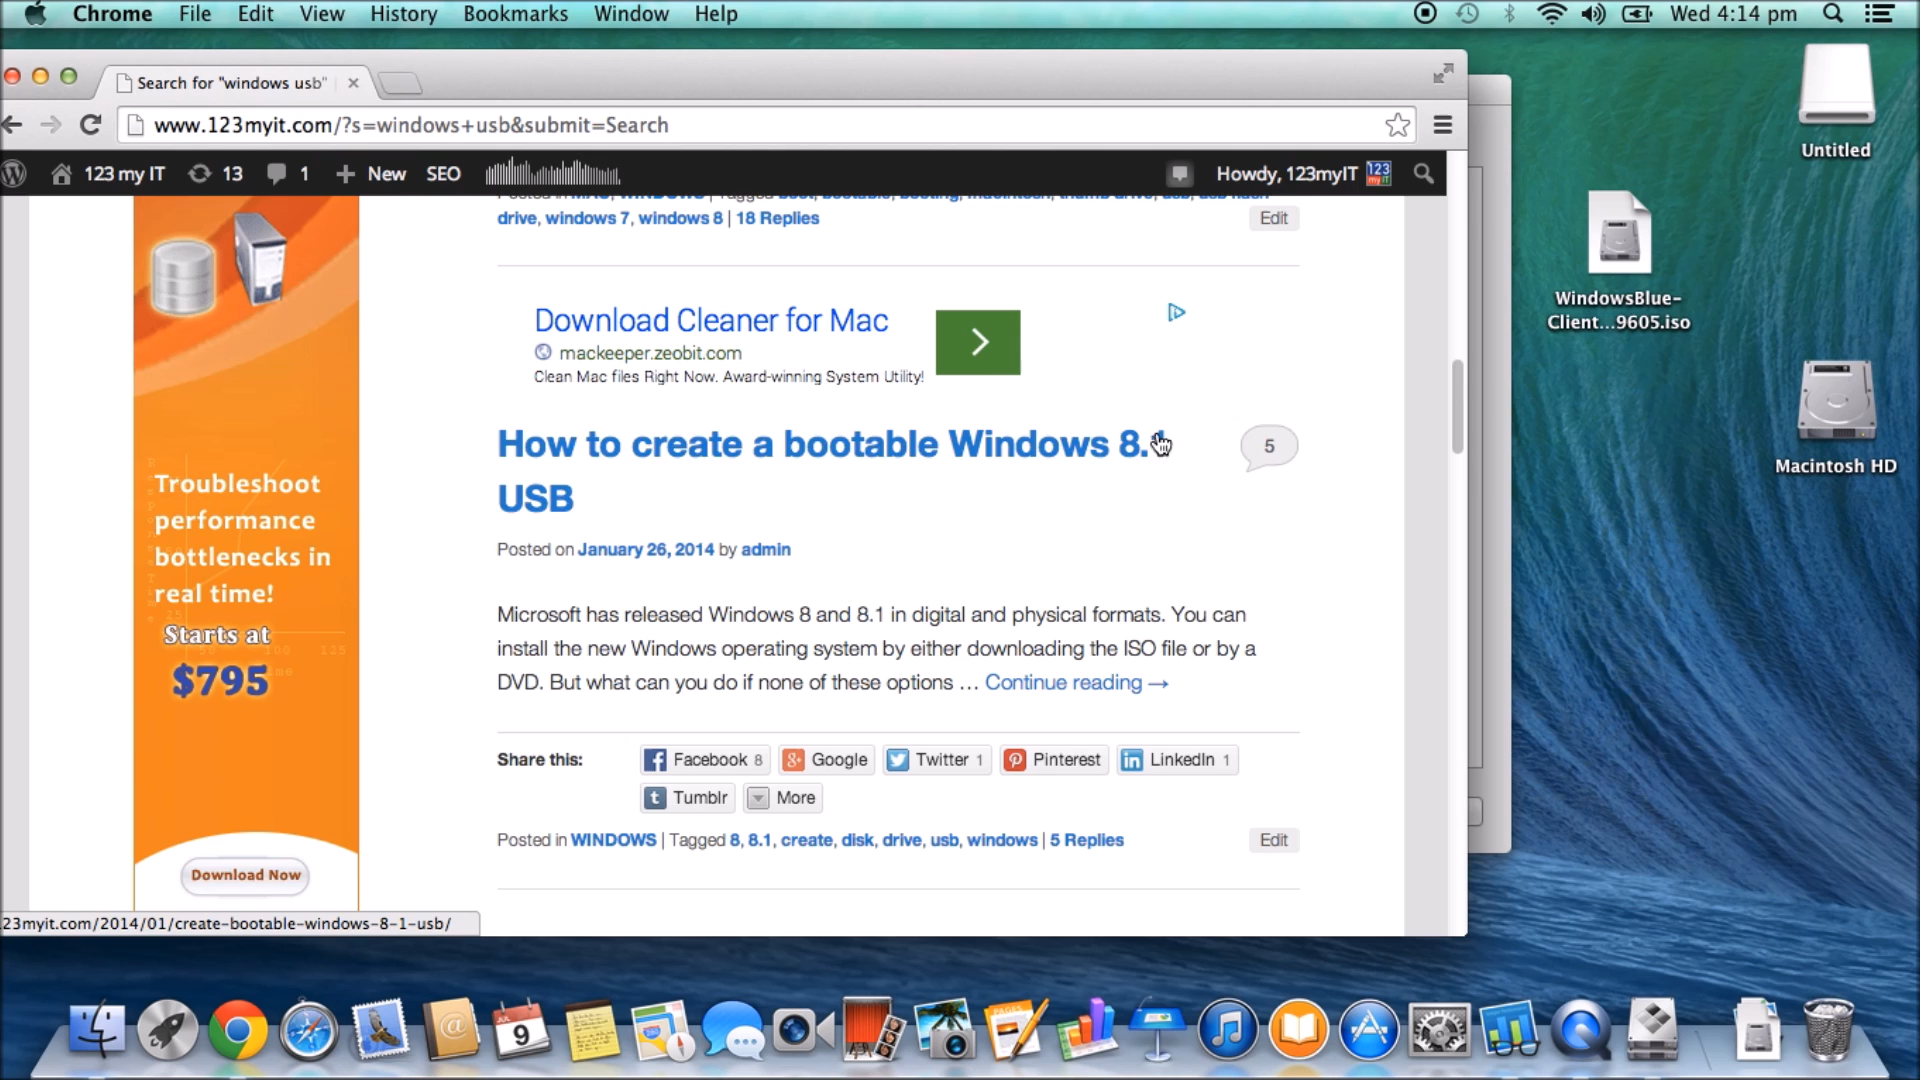 Chrome File Edit View History Bookmarks Window Help
Wed 4:14 pm
Search for "windows usb"
www.123myit.com/?s=windows+usb&submit=Search
123 my IT 13 1 New SEO
Howdy, 123myIT
123
my IT
drive, windows 7, windows 8 | 18 Replies
Edit
Download Cleaner for Mac
mackeeper.zeobit.com
Clean Mac files Right Now. Award-winning System Utility!
How to create a bootable Windows 8.1
USB
5
Posted on January 26, 2014 by admin
Microsoft has released Windows 8 and 8.1 in digital and physical formats. You can
install the new Windows operating system by either downloading the ISO file or by a
DVD. But what can you do if none of these options … Continue reading →
Share this:
Facebook 8
Google
Twitter 1
Pinterest
LinkedIn 1
Tumblr
More
Posted in WINDOWS | Tagged 8, 8.1, create, disk, drive, usb, windows | 5 Replies
Edit
Troubleshoot
performance
bottlenecks in
real time!
Starts at
$795
Download Now
23myit.com/2014/01/create-bootable-windows-8-1-usb/
Untitled
WindowsBlue-
Client...9605.iso
Macintosh HD
JUL
9
PAGES